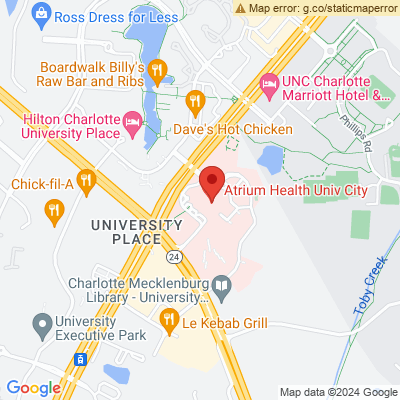 Map error: g.co/staticmaperror
Ross Dress for Less
Boardwalk Billy's
Raw Bar and Ribs
UNC Charlotte
Marriott Hotel &...
Hilton Charlotte
University Place
Dave's Hot Chicken
Phillips Rd
Chick-fil-A
Atrium Health Univ City
UNIVERSITY
PLACE
24
Toby Creek
Charlotte Mecklenburg
Library - University...
University
Executive Park
Le Kebab Grill
Google
Map data ©2024 Google